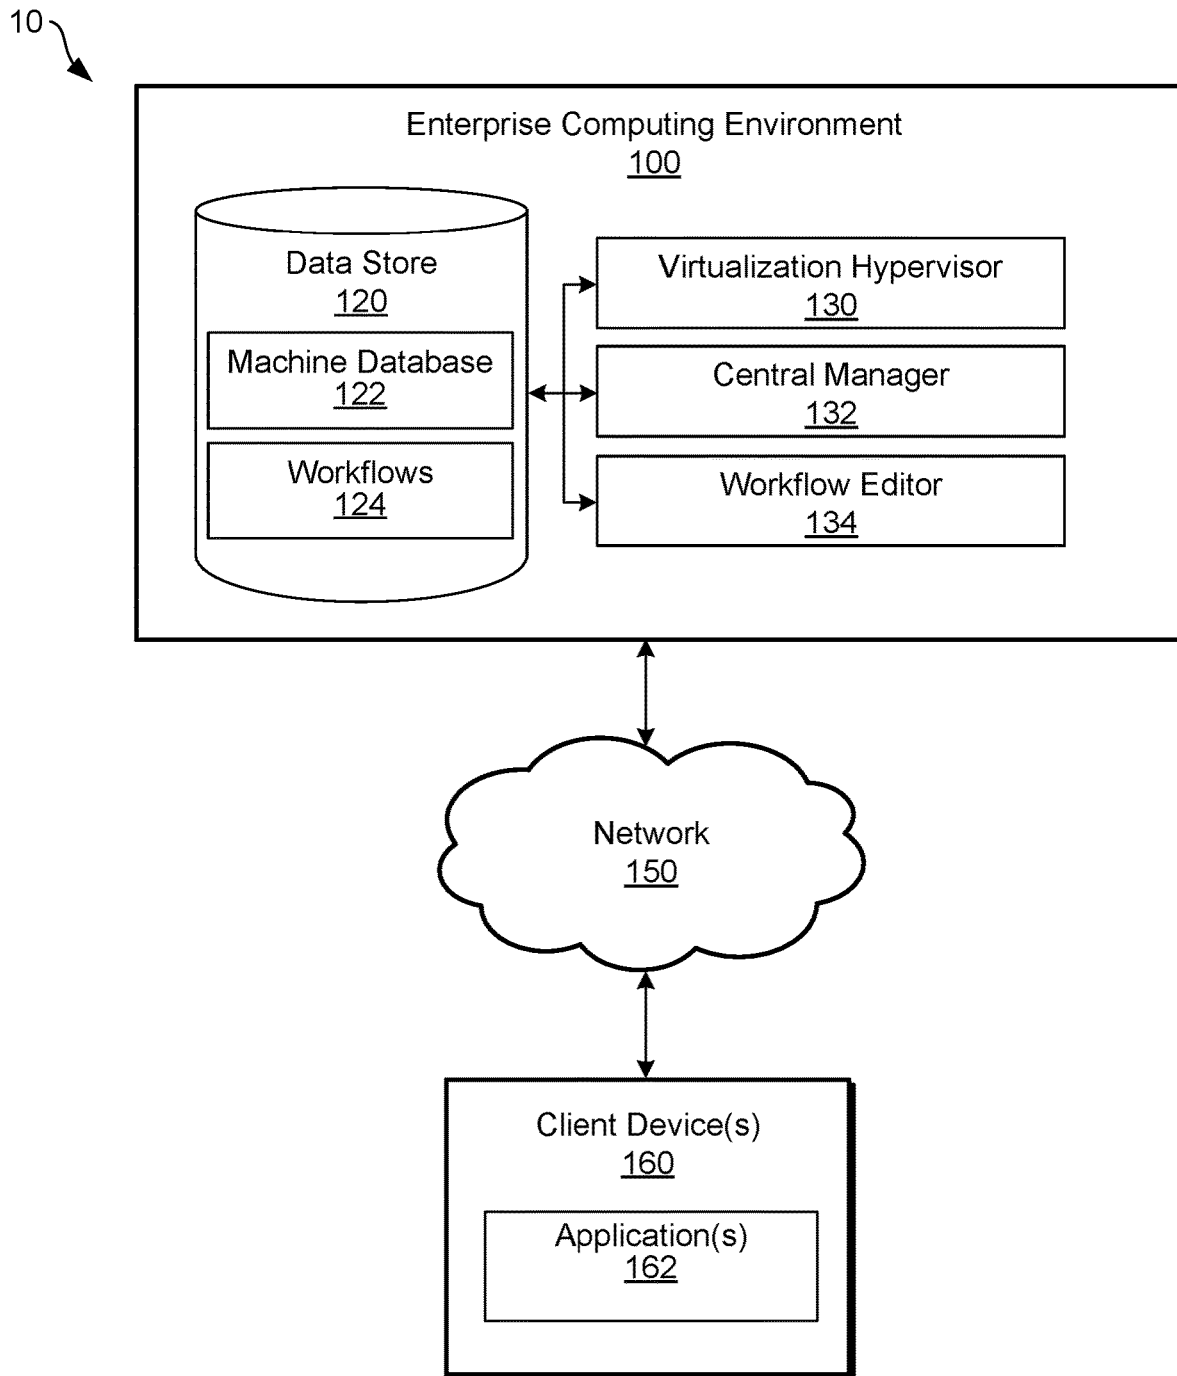 10
Enterprise Computing Environment
100
Data Store
120
Machine Database
122
Workflows
124
Virtualization Hypervisor
130
Central Manager
132
Workflow Editor
134
Network
150
Client Device(s)
160
Application(s)
162